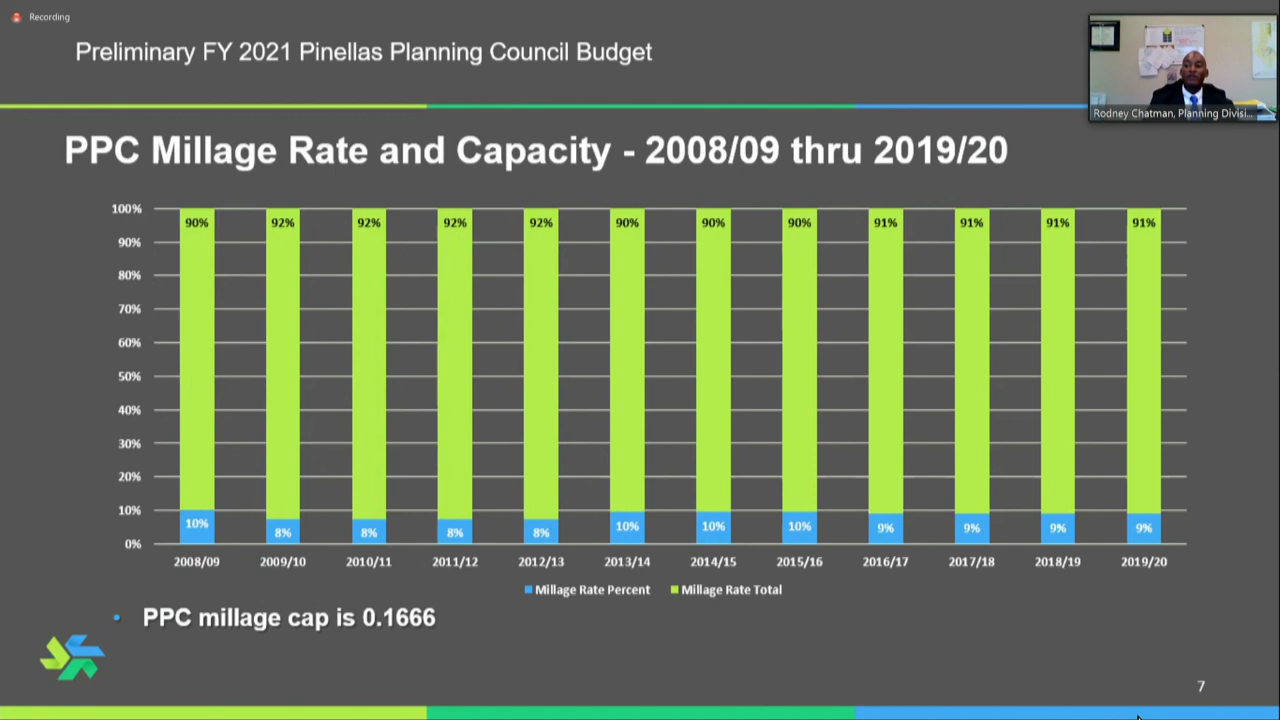 Recording
Preliminary FY 2021 Pinellas Planning Council Budget
Rodney Chatman, Planning Divisi...
PPC Millage Rate and Capacity - 2008/09 thru 2019/20
100%
90%
80%
70%
60%
50%
40%
30%
20%
10%
0%
90% 92% 92% 92% 92% 90% 90% 90% 91% 91% 91% 91%
10% 8% 8% 8% 8% 10% 10% 10% 9% 9% 9% 9%
2008/09 2009/10 2010/11 2011/12 2012/13 2013/14 2014/15 2015/16 2016/17 2017/18 2018/19 2019/20
Millage Rate Percent Millage Rate Total
• PPC millage cap is 0.1666
7